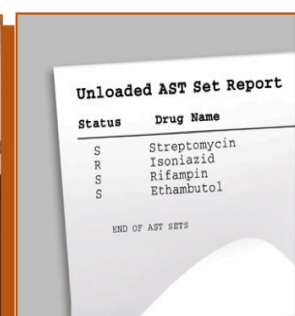 Unloaded AST Set Report
Status Drug Name
S Streptomycin
R Isoniazid
S Rifampin
S Ethambutol
END OF AST SETS